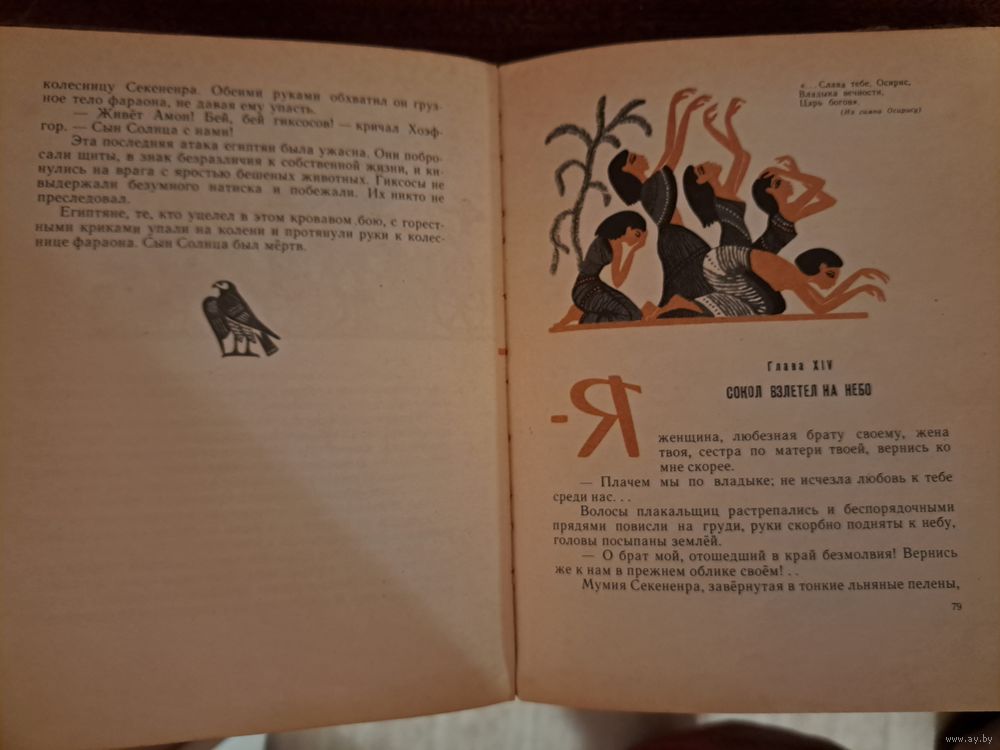 колесницу Секененра. Обеими руками обхватил он груз-
ное тело фараона, не давая ему упасть.
— Живёт Амон! Бей, бей гиксосов! — кричал Хоэф-
гор. — Сын Солнца с нами!
Эта последняя атака египтян была ужасна. Они побро-
сали щиты, в знак безразличия к собственной жизни, и ки-
нулись на врага с яростью бешеных животных. Гиксосы не
выдержали безумного натиска и побежали. Их никто не
преследовал.
Египтяне, те, кто уцелел в этом кровавом бою, с горест-
ными криками упали на колени и протянули руки к колес-
нице фараона. Сын Солнца был мёртв.
«...Слава тебе, Осирис,
Владыка вечности,
Царь богов».
(Из гимна Осирису)
Глава XIV
СОКОЛ ВЗЛЕТЕЛ НА НЕБО
-Я женщина, любезная брату своему, жена
твоя, сестра по матери твоей, вернись ко
мне скорее.
— Плачем мы по владыке; не исчезла любовь к тебе
среди нас...
Волосы плакальщиц растрепались и беспорядочными
прядями повисли на груди, руки скорбно подняты к небу,
головы посыпаны землёй.
— О брат мой, отошедший в край безмолвия! Вернись
же к нам в прежнем облике своём!..
Мумия Секененра, завёрнутая в тонкие льняные пелены,
79
www.ay.by